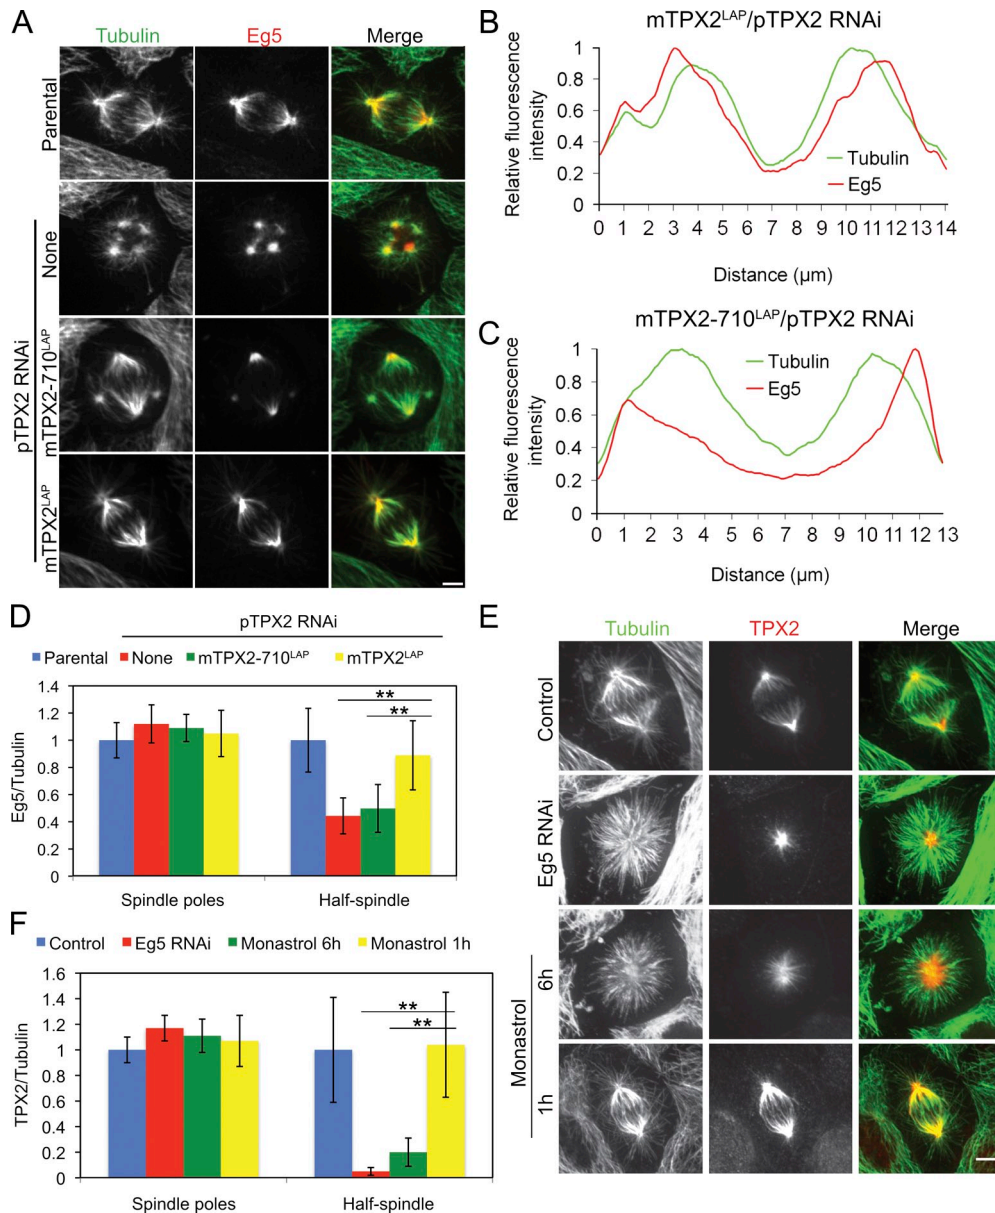 A
Tubulin Eg5 Merge
Parental
pTPX2 RNAi
None
mTPX2-710LAP
mTPX2LAP
B
mTPX2LAP/pTPX2 RNAi
Relative fluorescence
intensity
1
0.8
0.6
0.4
0.2
0
Tubulin
Eg5
0 1 2 3 4 5 6 7 8 9 10 11 12 13 14
Distance (µm)
C
mTPX2-710LAP/pTPX2 RNAi
Relative fluorescence
intensity
1
0.8
0.6
0.4
0.2
0
Tubulin
Eg5
0 1 2 3 4 5 6 7 8 9 10 11 12 13
Distance (µm)
D
pTPX2 RNAi
Parental None mTPX2-710LAP mTPX2LAP
Eg5/Tubulin
1.4
1.2
1
0.8
0.6
0.4
0.2
0
**
**
Spindle poles Half-spindle
E
Tubulin TPX2 Merge
Control
Eg5 RNAi
Monastrol
6h
1h
F
Control Eg5 RNAi Monastrol 6h Monastrol 1h
TPX2/Tubulin
1.6
1.4
1.2
1
0.8
0.6
0.4
0.2
0
**
**
Spindle poles Half-spindle